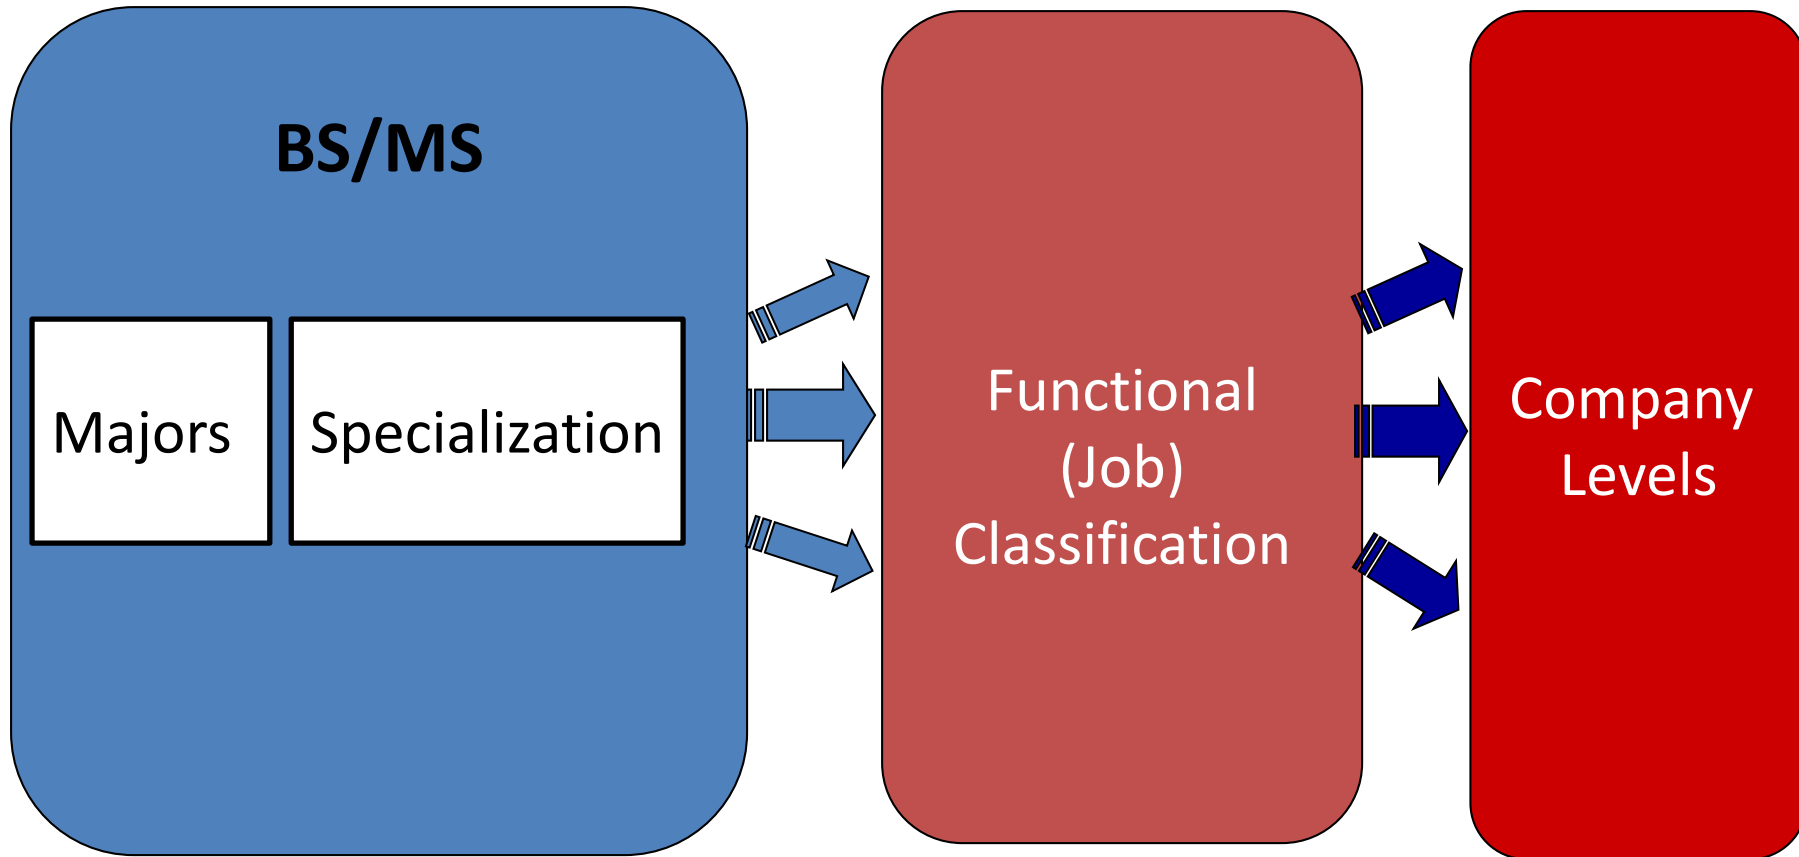 BS/MS
Majors
Specialization
Functional
(Job)
Classification
Company
Levels